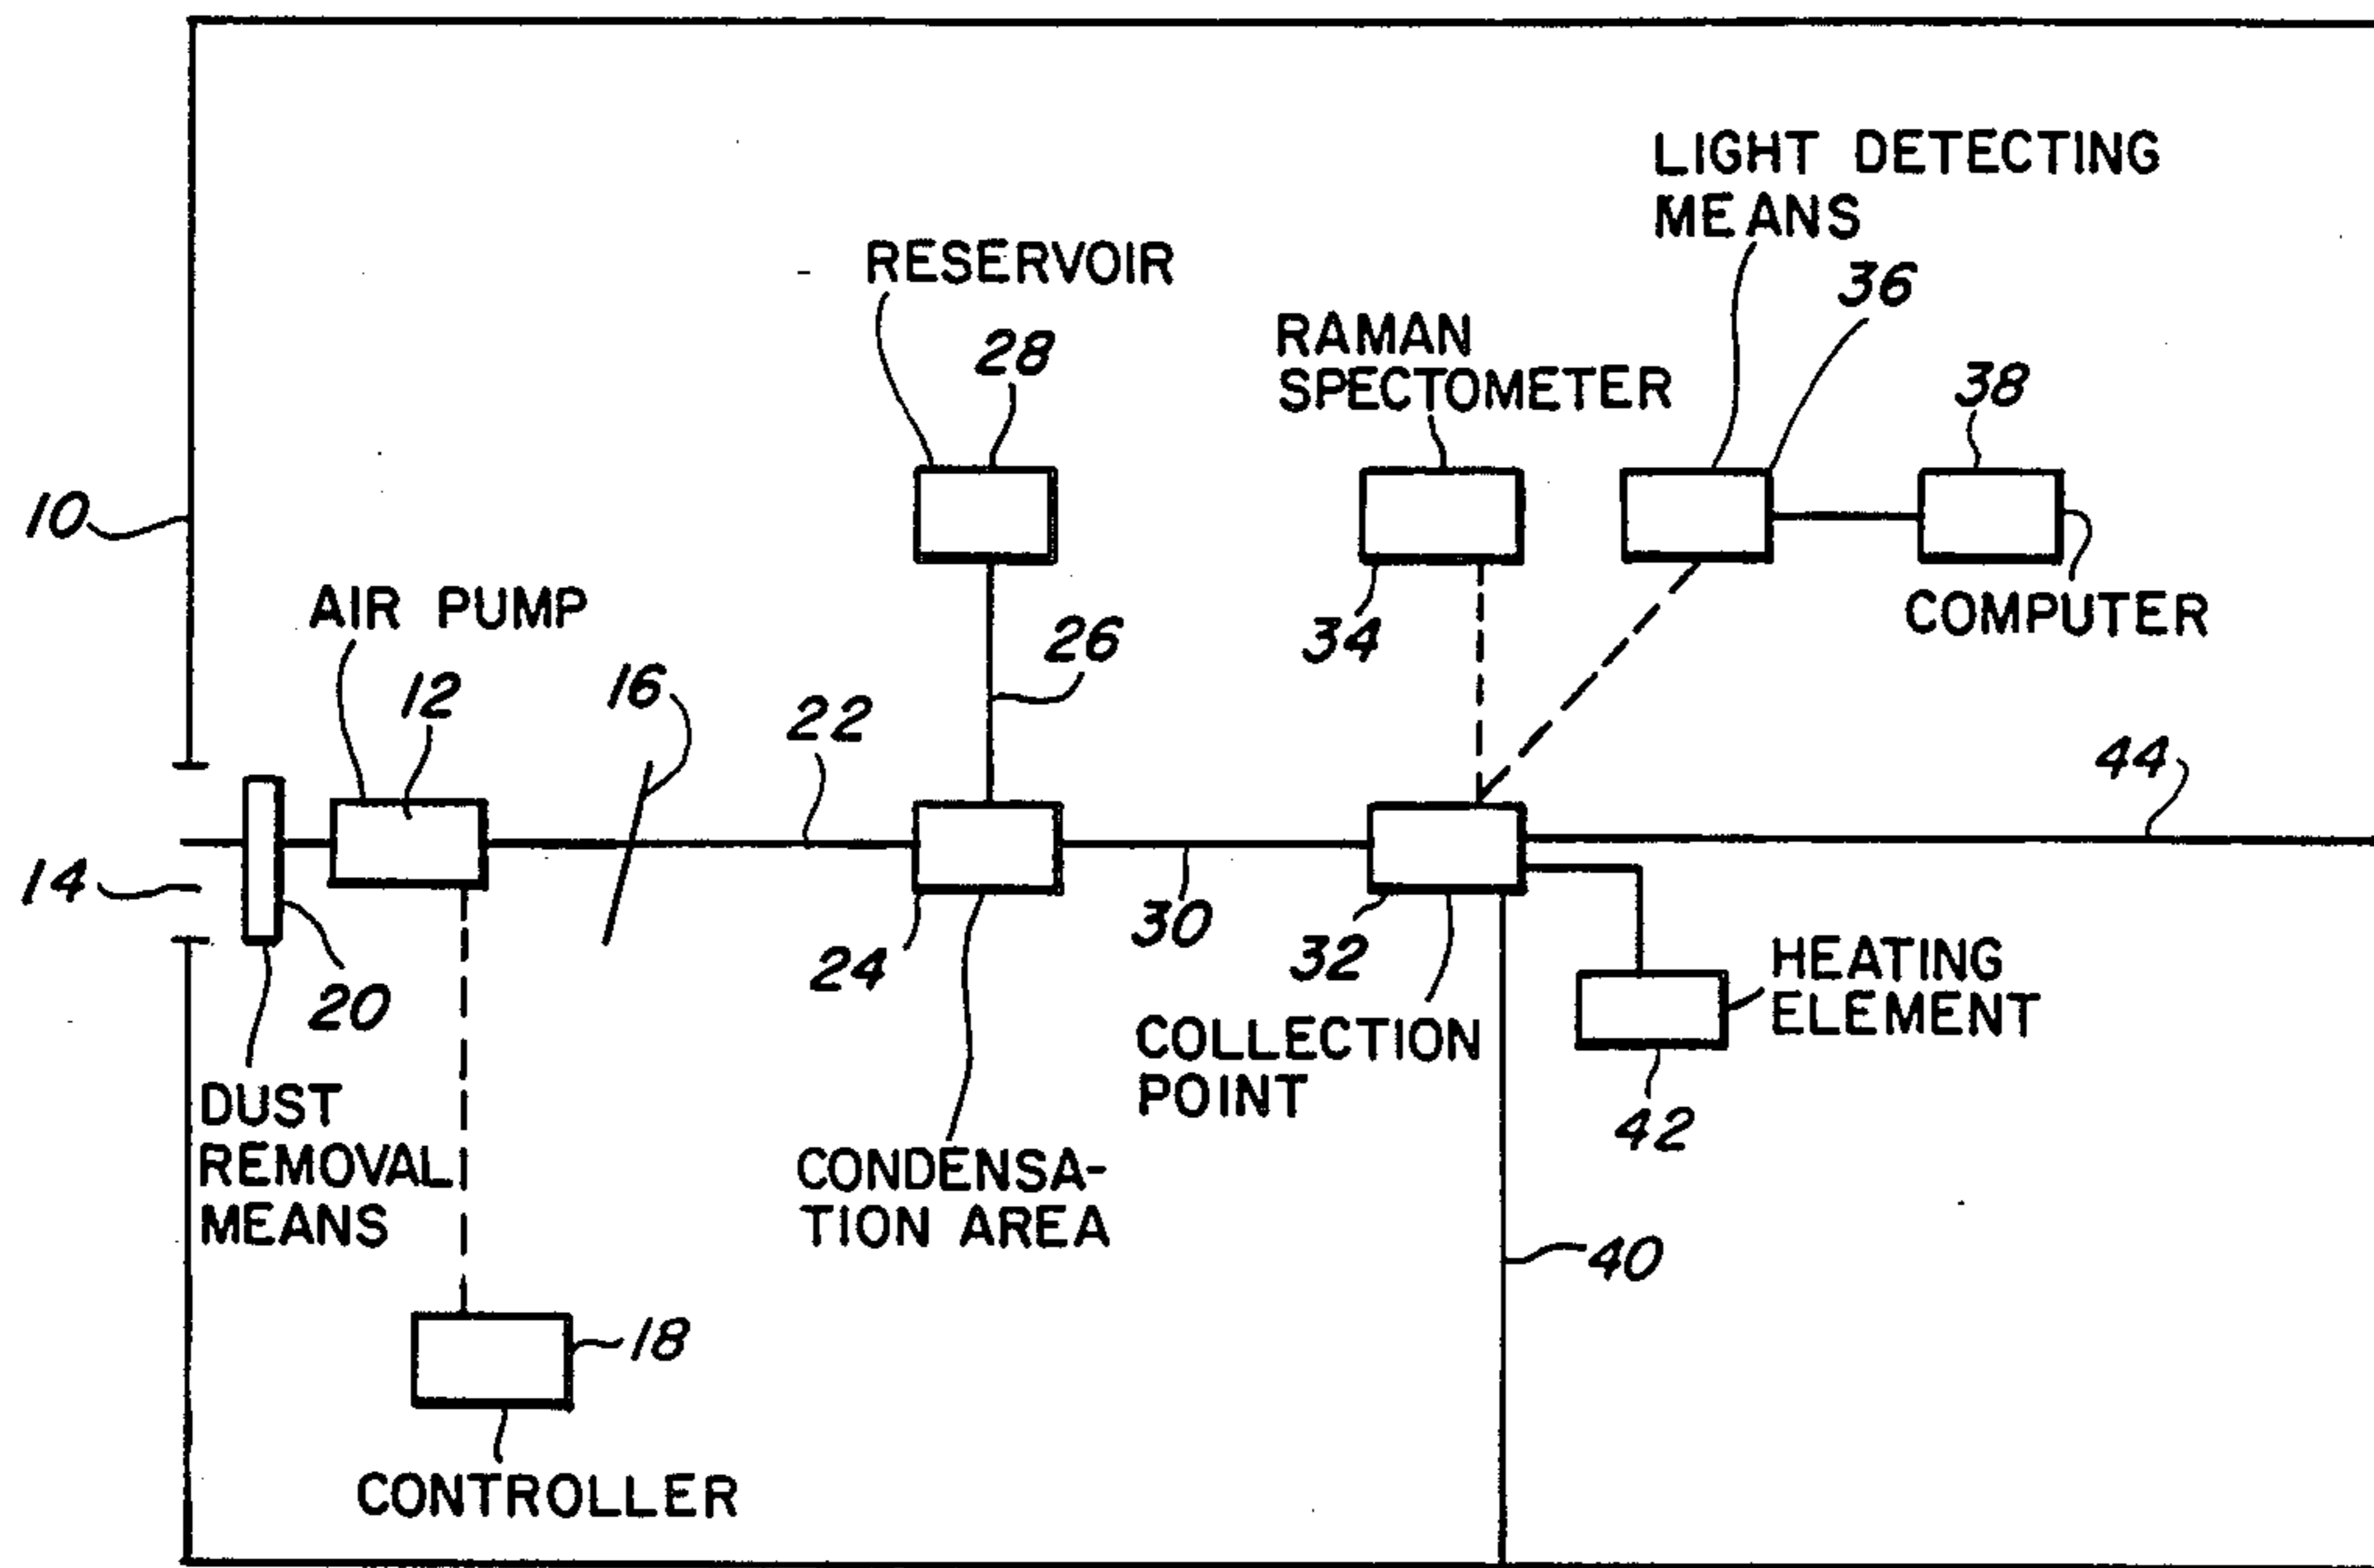 LIGHT DETECTING
MEANS
36
RESERVOIR
28
RAMAN
SPECTOMETER
38
10
AIR PUMP
12
16
22
26
34
COMPUTER
44
14
20
24
30
32
HEATING
ELEMENT
COLLECTION
POINT
42
DUST
REMOVAL
MEANS
CONDENSA-
TION AREA
40
18
CONTROLLER